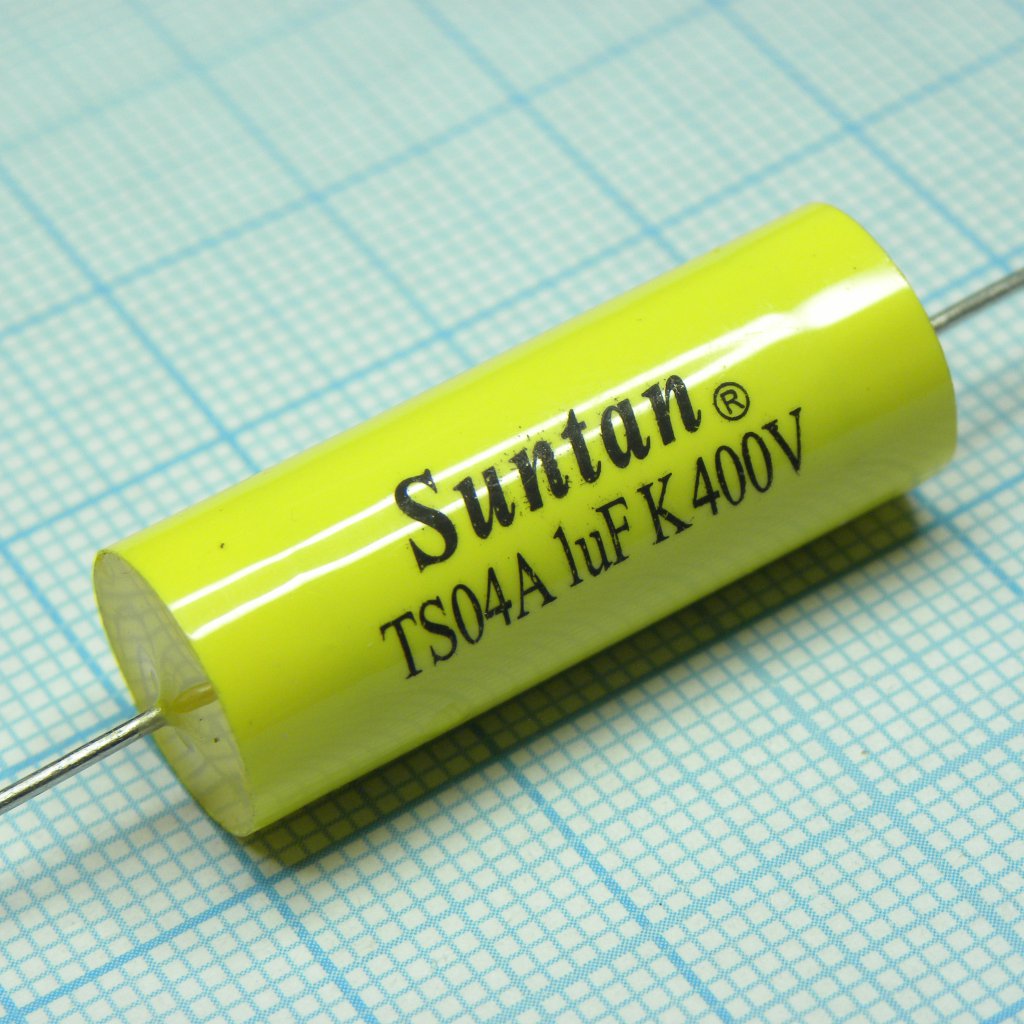 Suntan ®
TS04A 1uF K 400V